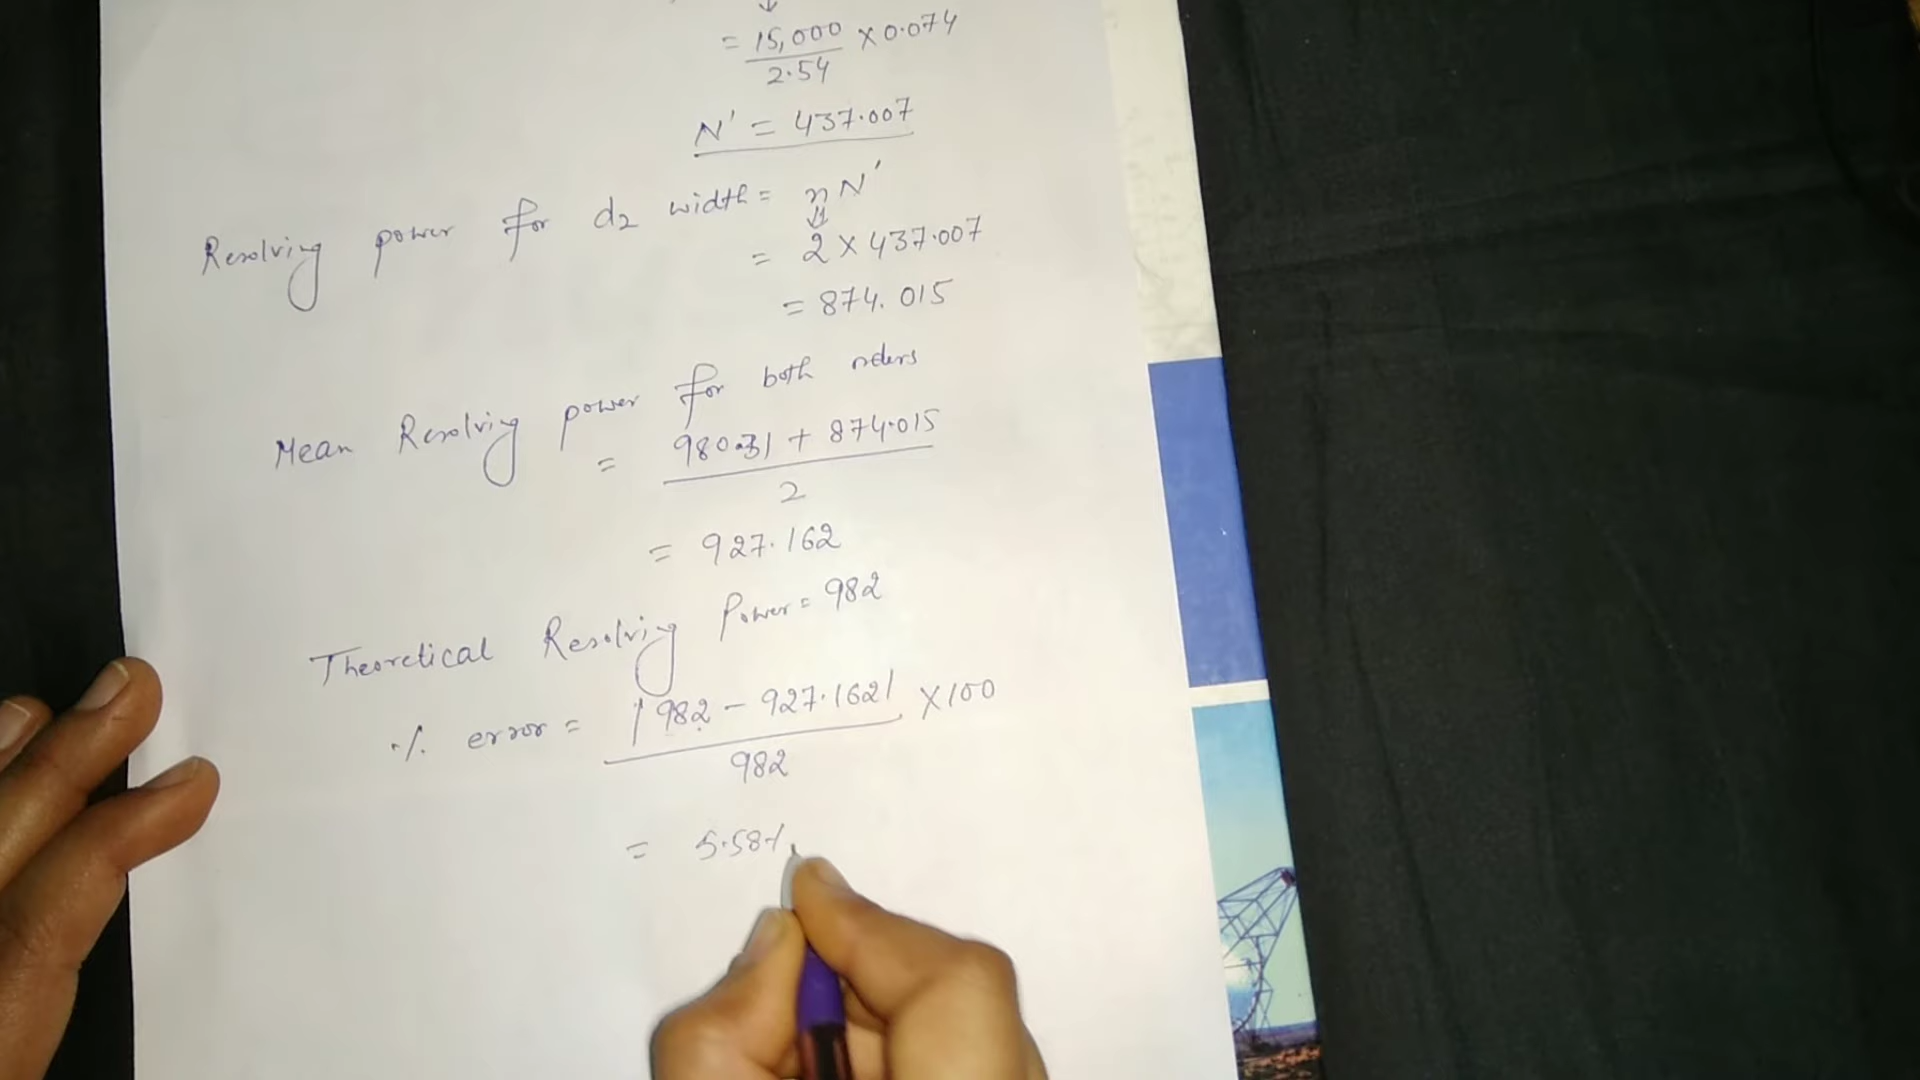 = 15,000 / 2.54 × 0.074
N' = 437.007
Resolving power for d2 width = nN'
= 2 × 437.007
= 874.015
Mean Resolving power for both orders
= 980.31 + 874.015 / 2
= 927.162
Theoretical Resolving Power = 982
% error = |982 - 927.162| / 982 × 100
= 5.58%